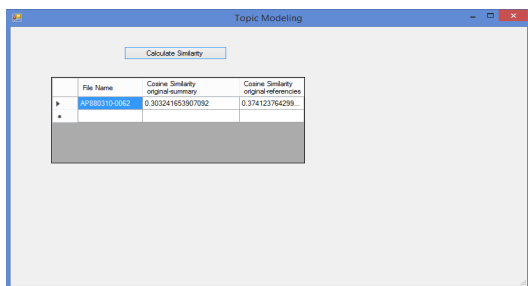 Topic Modeling
Calculate Similarity
File Name
Cosine Similarity
original-summary
Cosine Similarity
original-referencies
AP880310-0062 0.303241653907092 0.374123764299...